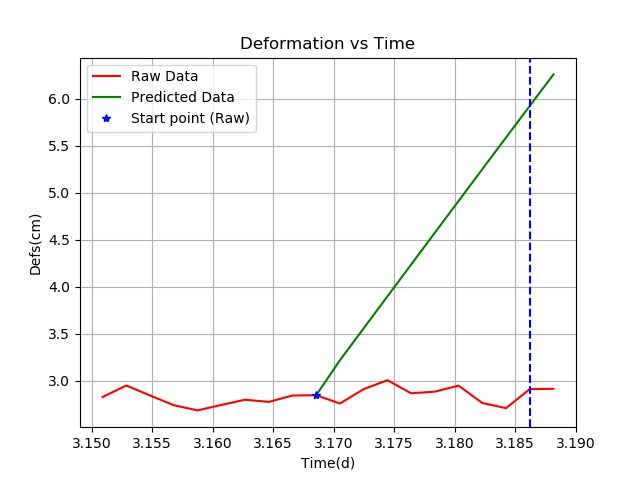 Deformation vs Time
Raw Data
Predicted Data
Start point (Raw)
6.0
5.5
5.0
4.5
4.0
3.5
3.0
Defs(cm)
3.150 3.155 3.160 3.165 3.170 3.175 3.180 3.185 3.190
Time(d)